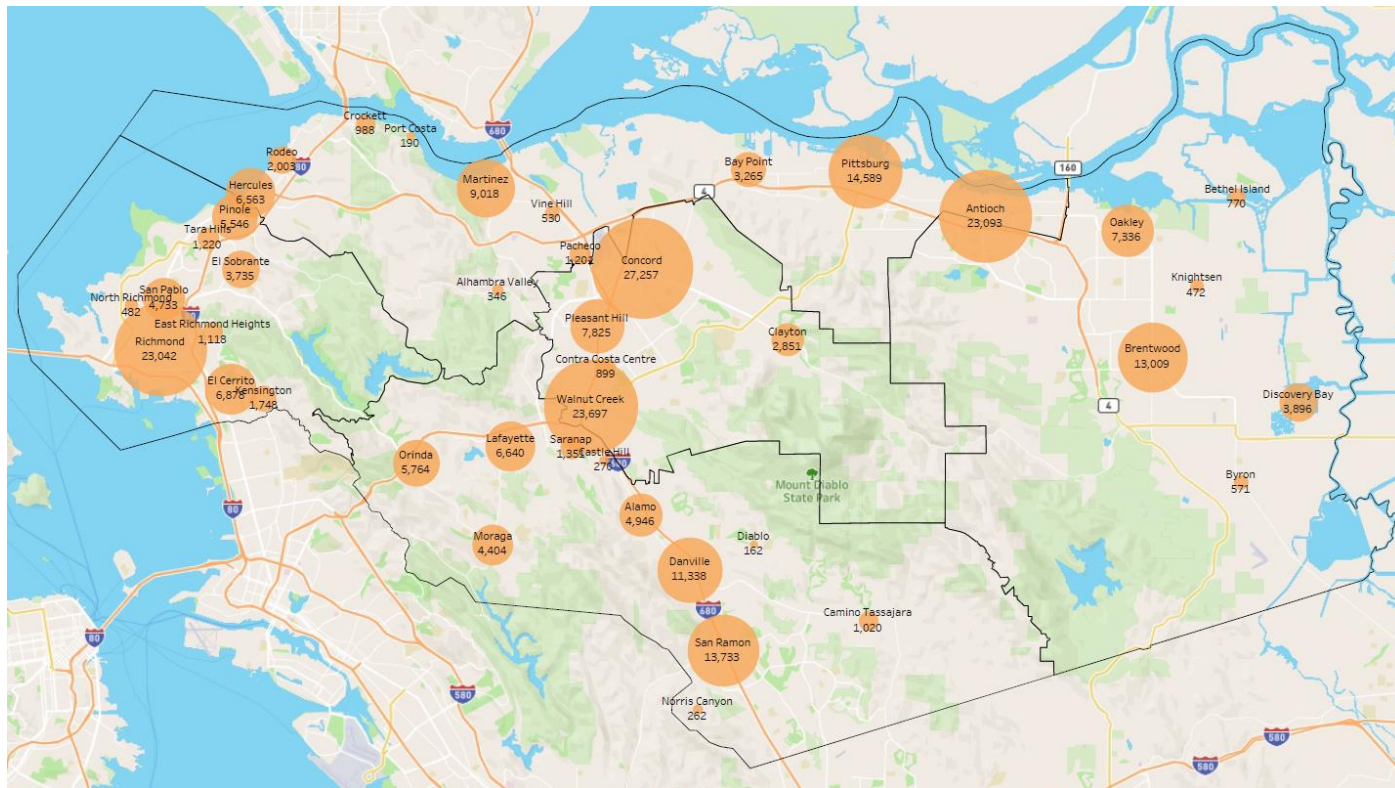 Crockett
988
Port Costa
190
680
Rodeo
2,003
80
Hercules
6,563
Pinole
5,546
Tara Hills
1,220
El Sobrante
3,735
San Pablo
4,733
North Richmond
482
East Richmond Heights
1,118
Richmond
23,042
El Cerrito
6,878
Kensington
1,748
Martinez
9,018
Vine Hill
530
Pacheco
1,201
Alhambra Valley
346
Bay Point
3,265
4
Pittsburg
14,589
160
Antioch
23,093
Oakley
7,336
Bethel Island
770
Knightsen
472
Concord
27,257
Pleasant Hill
7,825
Clayton
2,851
Contra Costa Centre
899
Walnut Creek
23,697
Brentwood
13,009
4
Discovery Bay
3,896
Byron
571
Orinda
5,764
Lafayette
6,640
Saranap
1,351
Castle Hill
270
Mount Diablo
State Park
Alamo
4,946
Moraga
4,404
Diablo
162
Danville
11,338
680
Camino Tassajara
1,020
San Ramon
13,733
Norris Canyon
262
80
80
580
580
580